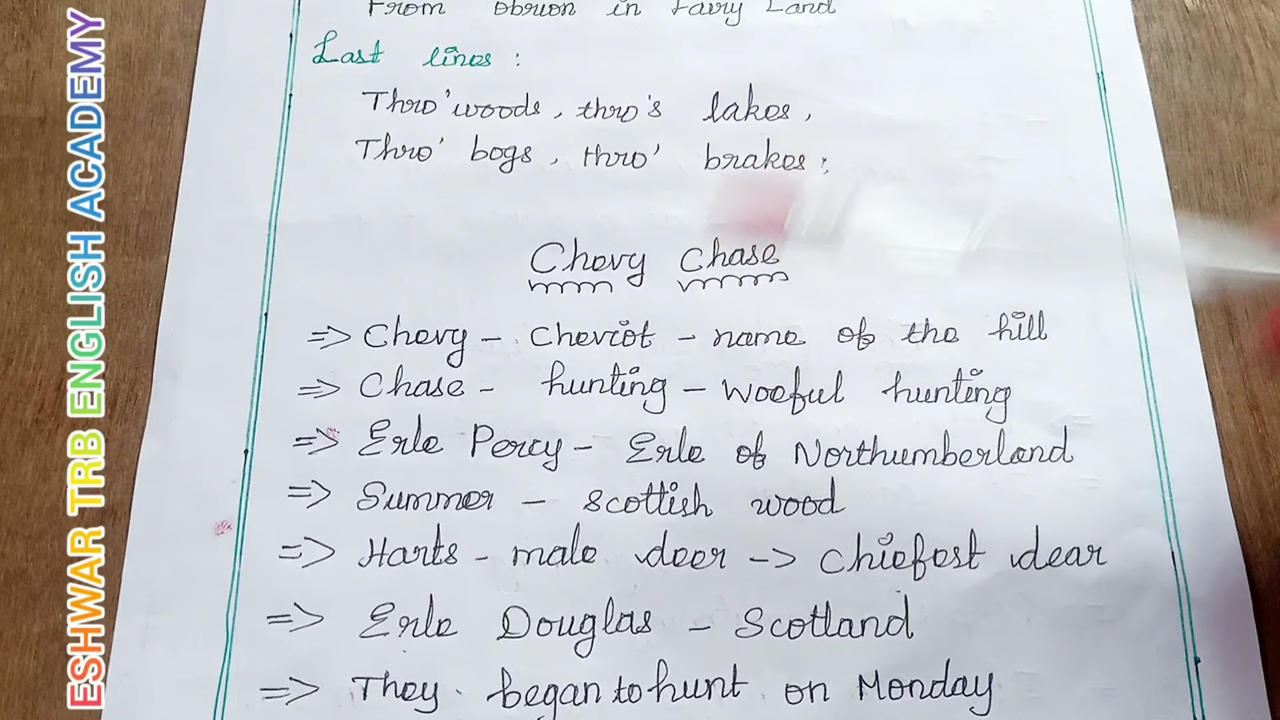 From Obruon in Fairy Land
Last lines :
Thro' woods, thro's lakes,
Thro' bogs, thro' brakes;
Chevy Chase
=> Chevy - Cheviot - name of the hill
=> Chase - hunting - Woeful hunting
=> Erle Percy - Erle of Northumberland
=> Summer - Scottish wood
=> Harts - male deer -> Chiefest dear
=> Erle Douglas - Scotland
=> They began to hunt on Monday
ESHWAR TRB ENGLISH ACADEMY